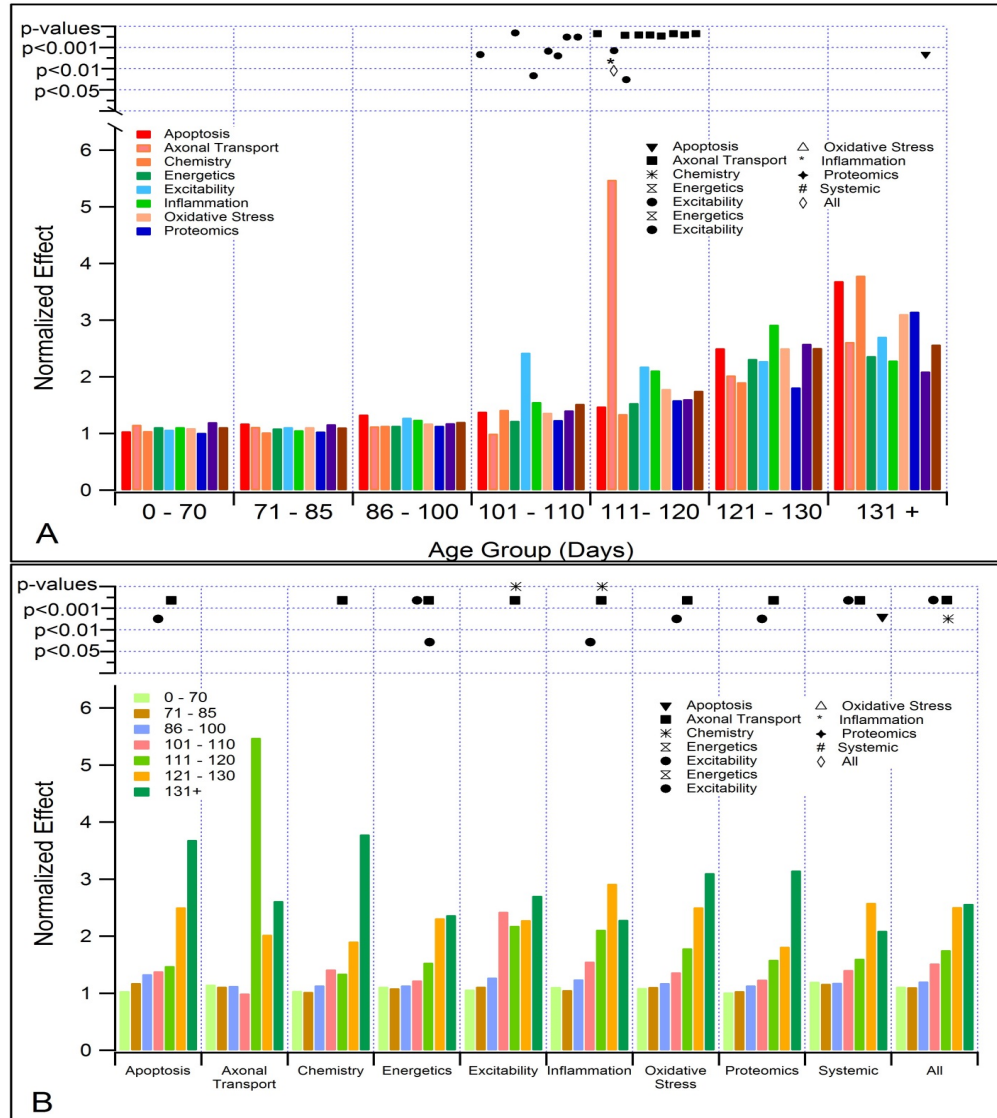 p-values
p<0.001
p<0.01
p<0.05
6
5
4
3
2
1
0
Normalized Effect
Apoptosis
Axonal Transport
Chemistry
Energetics
Excitability
Inflammation
Oxidative Stress
Proteomics
Apoptosis
Axonal Transport
Chemistry
Energetics
Excitability
Energetics
Excitability
Oxidative Stress
* Inflammation
Proteomics
# Systemic
All
0 - 70 71 - 85 86 - 100 101 - 110 111- 120 121 - 130 131 +
A
Age Group (Days)
p-values
p<0.001
p<0.01
p<0.05
6
5
4
3
2
1
0
Normalized Effect
0 - 70
71 - 85
86 - 100
101 - 110
111 - 120
121 - 130
131+
Apoptosis
Axonal Transport
Chemistry
Energetics
Excitability
Energetics
Excitability
Oxidative Stress
* Inflammation
Proteomics
# Systemic
All
Apoptosis Axonal Chemistry Energetics Excitability Inflammation Oxidative Proteomics Systemic All
Transport Stress
B